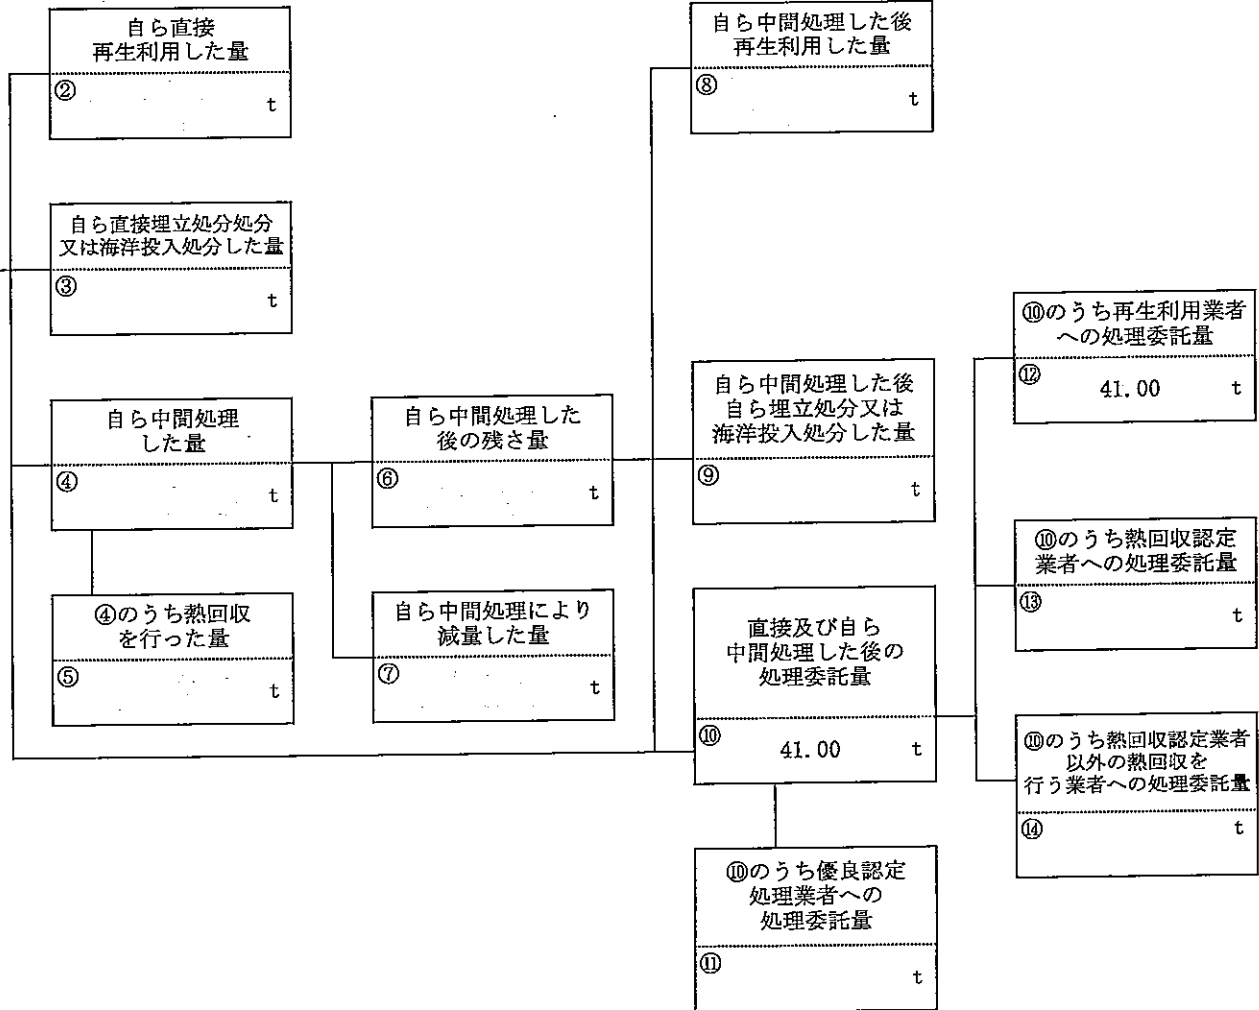 自ら直接
再生利用した量
② t
自ら直接埋立処分処分
又は海洋投入処分した量
③ t
自ら中間処理
した量
④ t
④のうち熱回収
を行った量
⑤ t
自ら中間処理した
後の残さ量
⑥ t
自ら中間処理により
減量した量
⑦ t
自ら中間処理した後
再生利用した量
⑧ t
自ら中間処理した後
自ら埋立処分又は
海洋投入処分した量
⑨ t
直接及び自ら
中間処理した後の
処理委託量
⑩ 41.00 t
⑩のうち優良認定
処理業者への
処理委託量
⑪ t
⑩のうち再生利用業者
への処理委託量
⑫ 41.00 t
⑩のうち熱回収認定
業者への処理委託量
⑬ t
⑩のうち熱回収認定業者
以外の熱回収を
行う業者への処理委託量
⑭ t